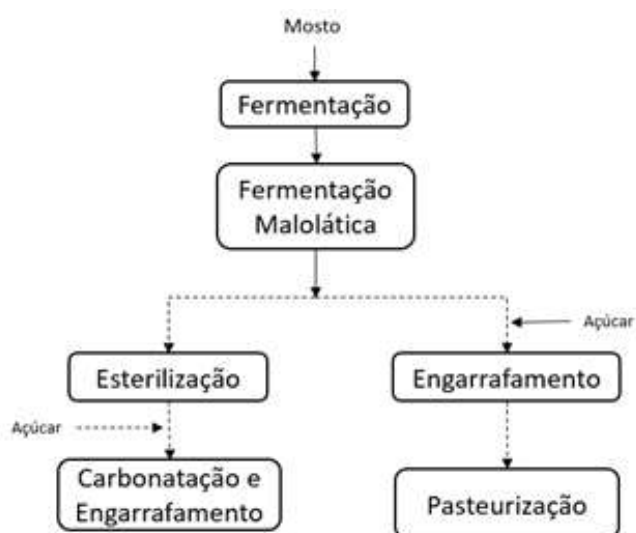 Mosto
Fermentação
Fermentação
Malolática
Açúcar
Esterilização
Engarrafamento
Açúcar
Carbonatação e
Engarrafamento
Pasteurização